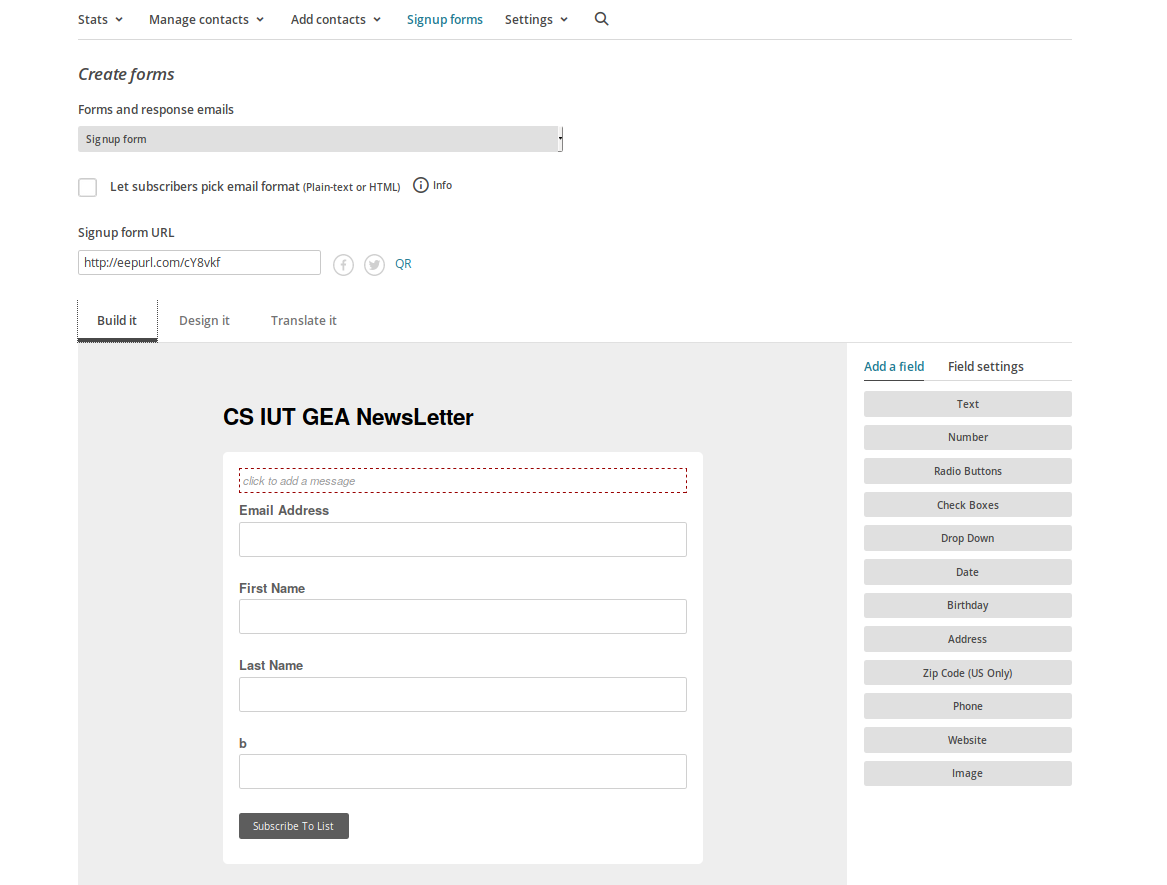 Stats Manage contacts Add contacts Signup forms Settings
Create forms
Forms and response emails
Signup form
Let subscribers pick email format (Plain-text or HTML) Info
Signup form URL
http://eepurl.com/cY8vkf QR
Build it Design it Translate it
Add a field Field settings
CS IUT GEA NewsLetter
click to add a message
Email Address
First Name
Last Name
b
Subscribe To List
Text
Number
Radio Buttons
Check Boxes
Drop Down
Date
Birthday
Address
Zip Code (US Only)
Phone
Website
Image